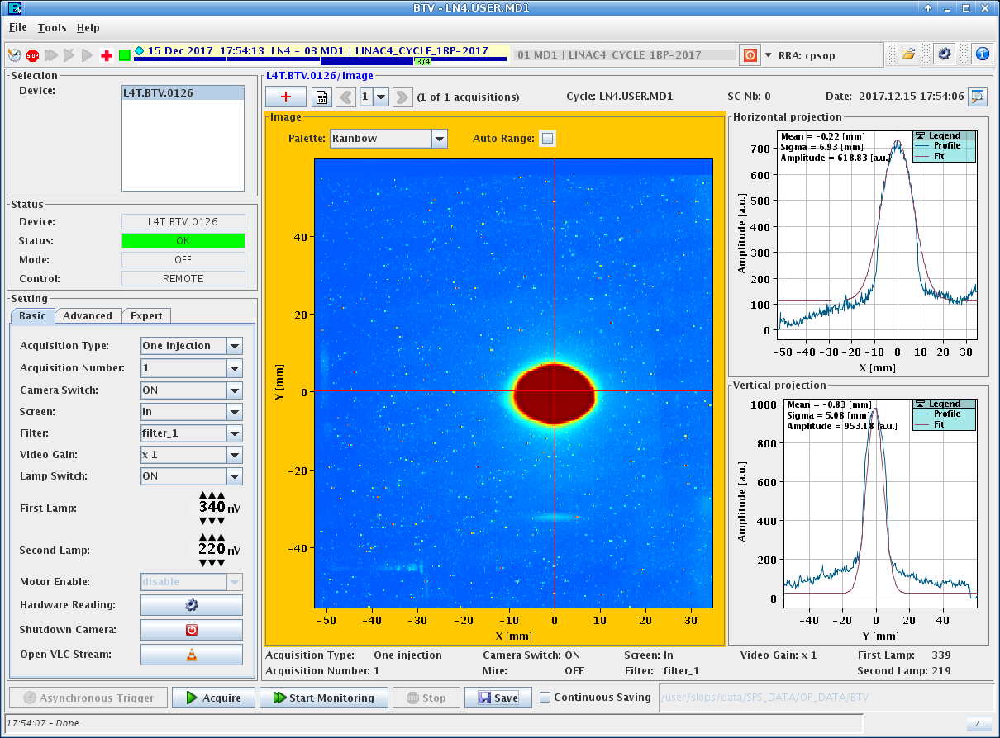 BTV - LN4.USER.MD1
File Tools Help
STOP 15 Dec 2017 17:54:13 LN4 - 03 MD1 | LINAC4_CYCLE_1BP-2017 01 MD1 | LINAC4_CYCLE_1BP-2017 RBA: cpsop
3/4
Selection
Device: L4T.BTV.0126
Status
Device: L4T.BTV.0126
Status: OK
Mode: OFF
Control: REMOTE
Setting
Basic Advanced Expert
Acquisition Type: One injection
Acquisition Number: 1
Camera Switch: ON
Screen: In
Filter: filter_1
Video Gain: x 1
Lamp Switch: ON
First Lamp: 340 mV
Second Lamp: 220 mV
Motor Enable: disable
Hardware Reading:
Shutdown Camera:
Open VLC Stream:
L4T.BTV.0126/Image
1 (1 of 1 acquisitions) Cycle: LN4.USER.MD1 SC Nb: 0 Date: 2017.12.15 17:54:06
Image
Palette: Rainbow Auto Range:
40
20
0
-20
-40
Y [mm]
-50 -40 -30 -20 -10 0 10 20 30
X [mm]
Horizontal projection
Mean = -0.22 [mm]
Sigma = 6.93 [mm]
Amplitude = 618.83 [a.u.]
Legend
Profile
Fit
700
600
500
400
300
200
100
0
Amplitude [a.u.]
-50 -40 -30 -20 -10 0 10 20 30
X [mm]
Vertical projection
Mean = -0.83 [mm]
Sigma = 5.08 [mm]
Amplitude = 953.18 [a.u.]
Legend
Profile
Fit
1000
800
600
400
200
0
Amplitude [a.u.]
-40 -20 0 20 40
Y [mm]
Acquisition Type: One injection Camera Switch: ON Screen: In Video Gain: x 1 First Lamp: 339
Acquisition Number: 1 Mire: OFF Filter: filter_1 Second Lamp: 219
Asynchronous Trigger Acquire Start Monitoring Stop Save Continuous Saving /user/slops/data/SPS_DATA/OP_DATA/BTV
17:54:07 - Done.